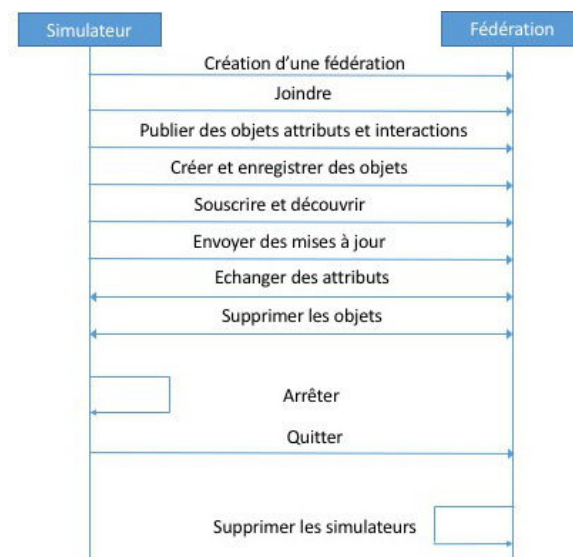 Simulateur
Fédération
Création d'une fédération
Joindre
Publier des objets attributs et interactions
Créer et enregistrer des objets
Souscrire et découvrir
Envoyer des mises à jour
Echanger des attributs
Supprimer les objets
Arrêter
Quitter
Supprimer les simulateurs